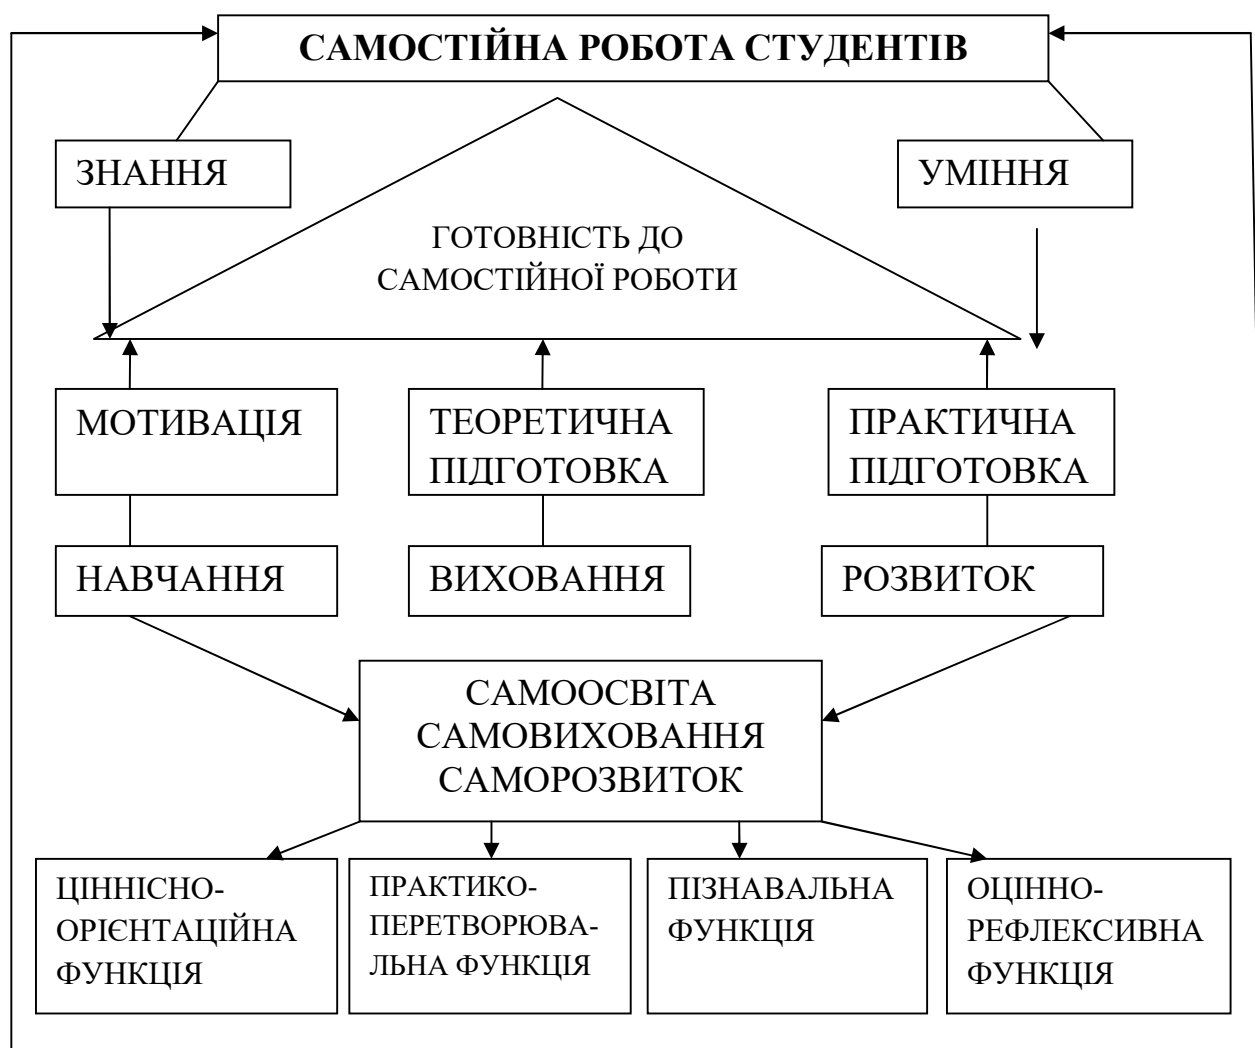 САМОСТІЙНА РОБОТА СТУДЕНТІВ
ЗНАННЯ
УМІННЯ
ГОТОВНІСТЬ ДО
САМОСТІЙНОЇ РОБОТИ
МОТИВАЦІЯ
ТЕОРЕТИЧНА
ПІДГОТОВКА
ПРАКТИЧНА
ПІДГОТОВКА
НАВЧАННЯ
ВИХОВАННЯ
РОЗВИТОК
САМООСВІТА
САМОВИХОВАННЯ
САМОРОЗВИТОК
ЦІННІСНО-
ОРІЄНТАЦІЙНА
ФУНКЦІЯ
ПРАКТИКО-
ПЕРЕТВОРЮВА-
ЛЬНА ФУНКЦІЯ
ПІЗНАВАЛЬНА
ФУНКЦІЯ
ОЦІННО-
РЕФЛЕКСИВНА
ФУНКЦІЯ